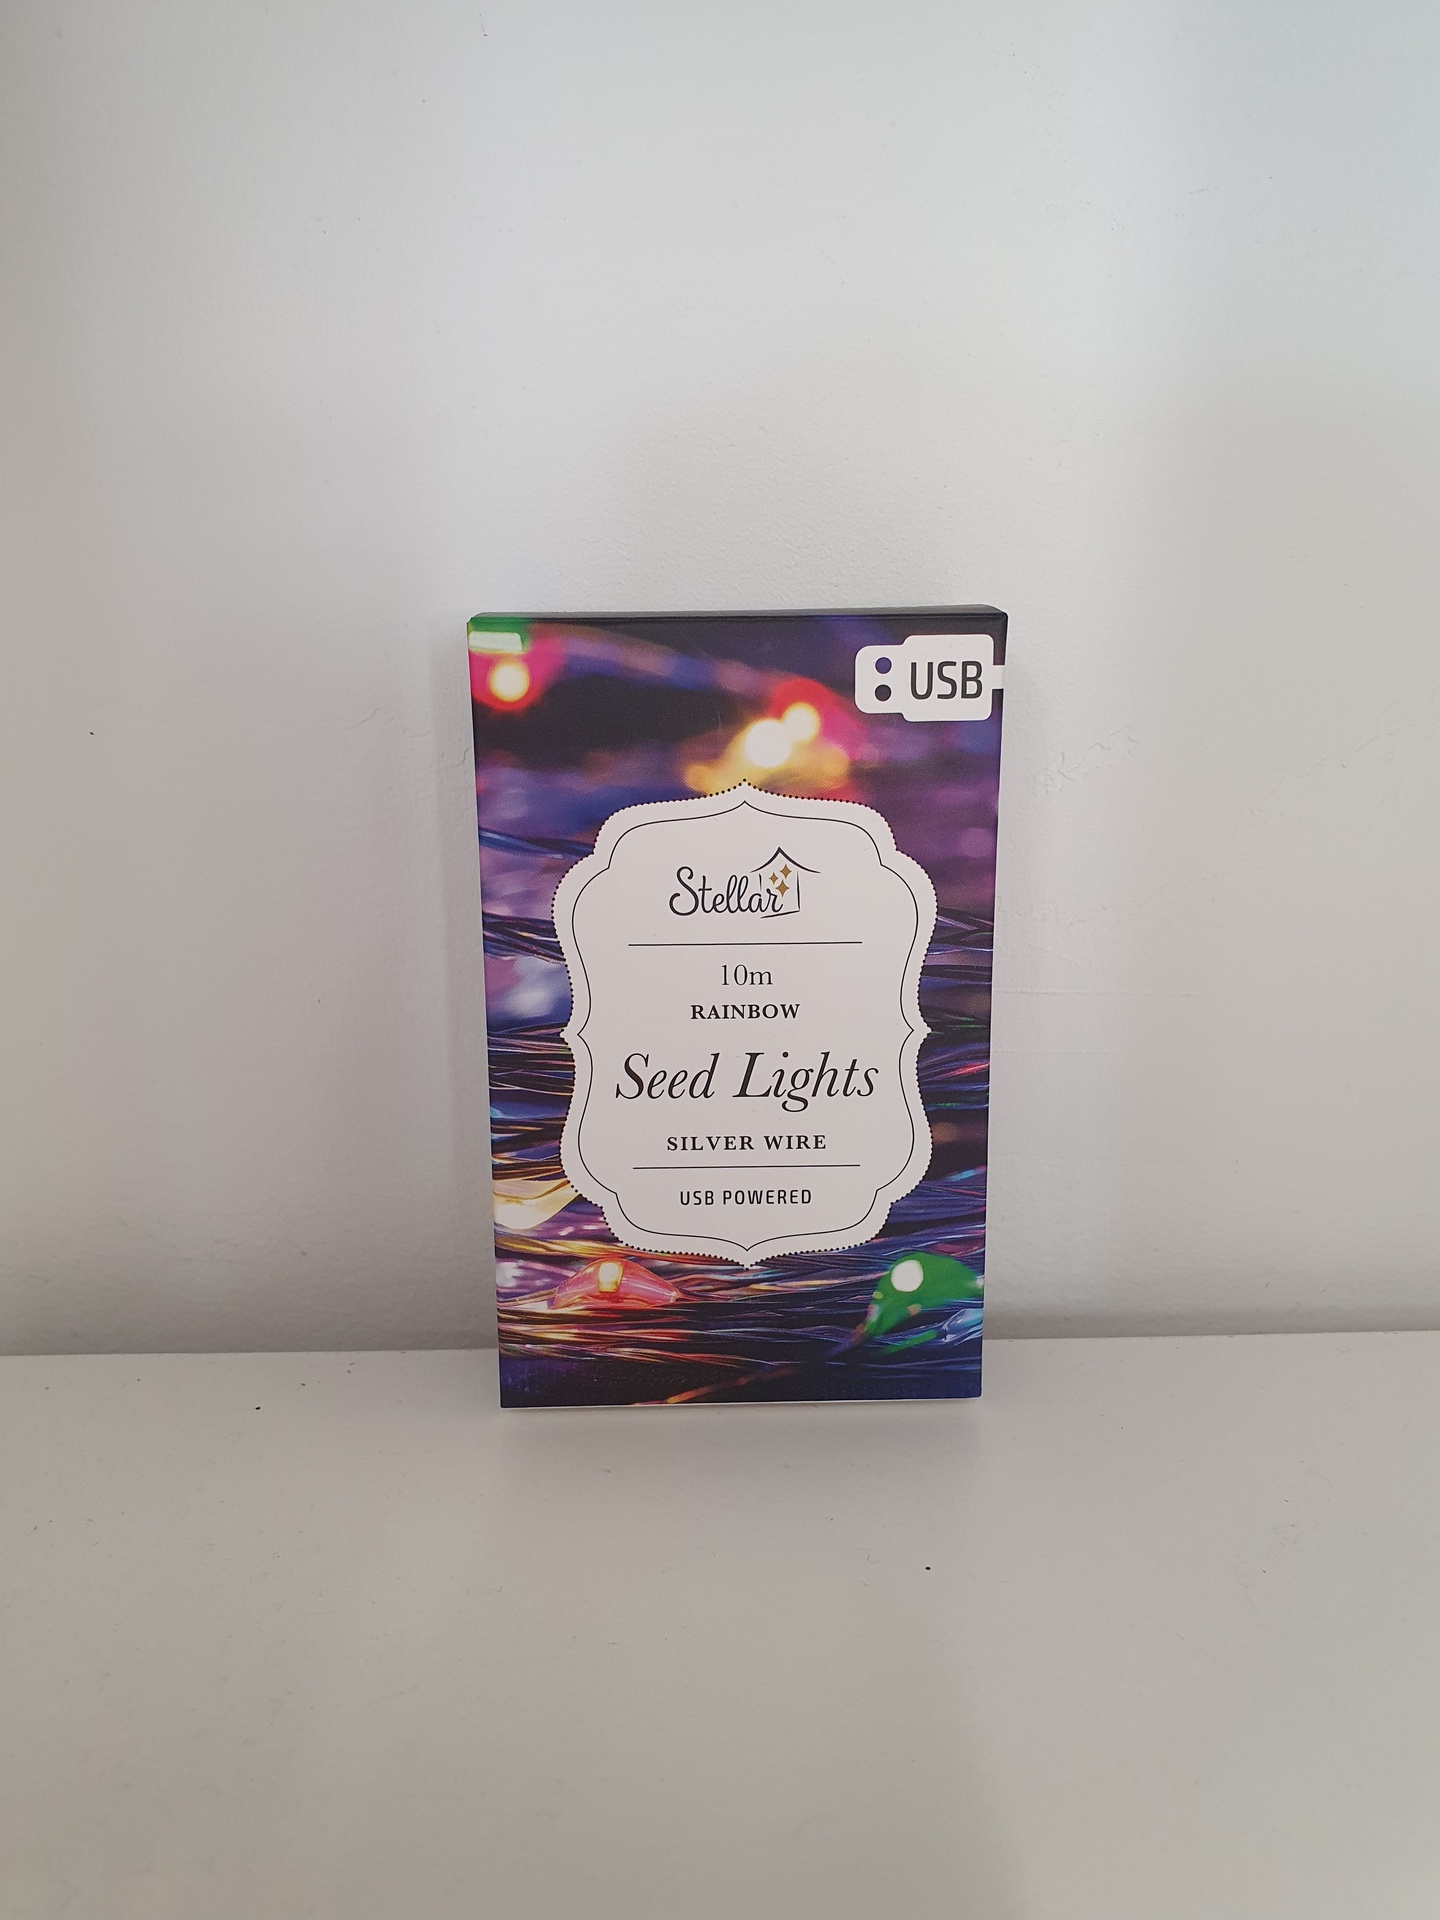 USB
Stellar
10m
RAINBOW
Seed Lights
SILVER WIRE
USB POWERED